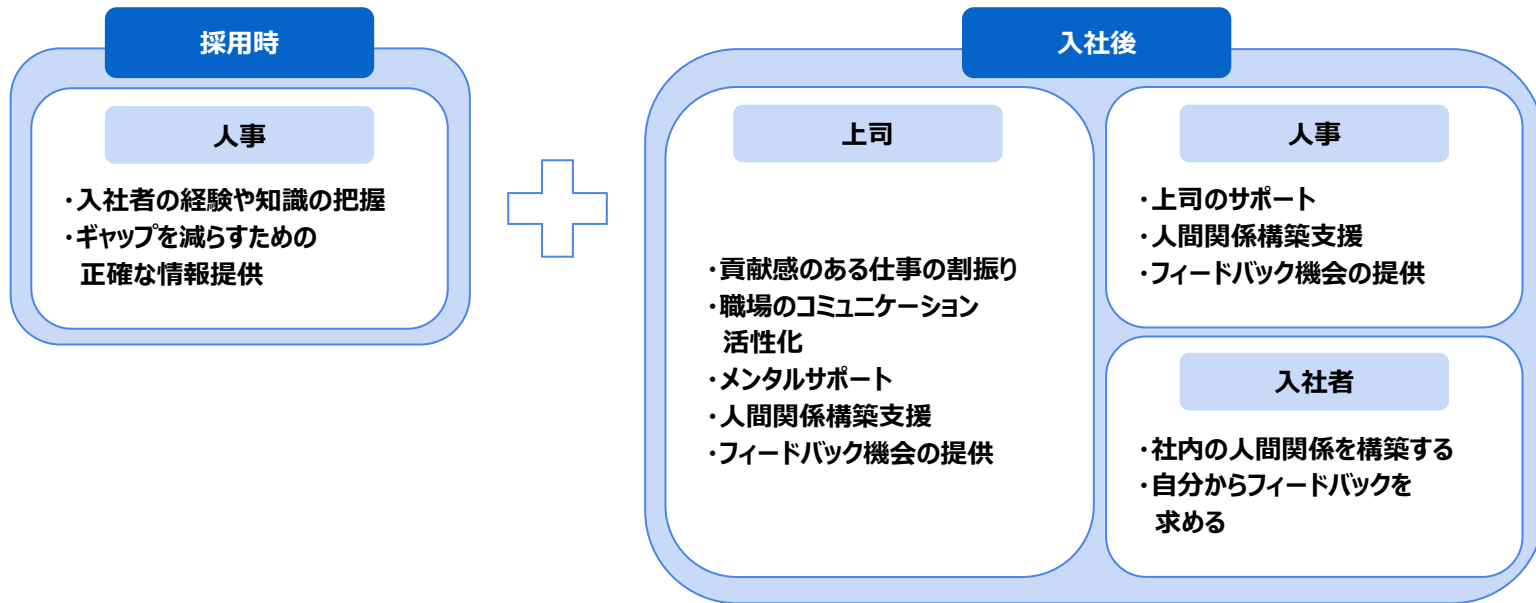 採用時
人事
・入社者の経験や知識の把握
・ギャップを減らすための
正確な情報提供
入社後
上司
・貢献感のある仕事の割振り
・職場のコミュニケーション
活性化
・メンタルサポート
・人間関係構築支援
・フィードバック機会の提供
人事
・上司のサポート
・人間関係構築支援
・フィードバック機会の提供
入社者
・社内の人間関係を構築する
・自分からフィードバックを
求める